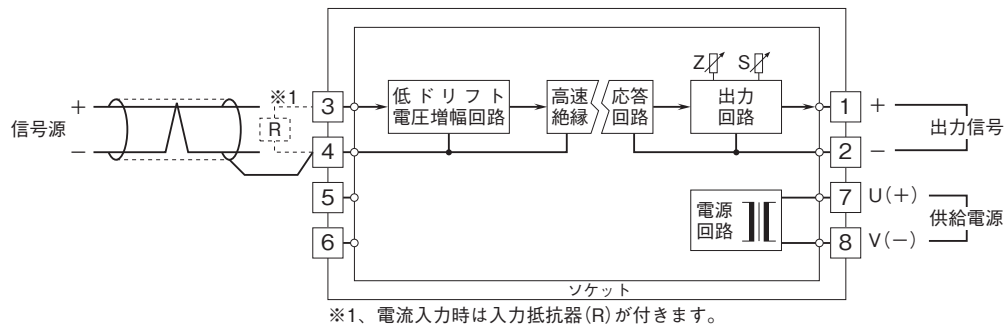 信号源
+
−
※1
R
3
4
5
6
低ドリフト
電圧増幅回路
高速
絶縁
応答
回路
Z
S
出力
回路
1
+
2
−
出力信号
電源
回路
7
U(+)
8
V(−)
供給電源
ソケット
※1、電流入力時は入力抵抗器(R)が付きます。